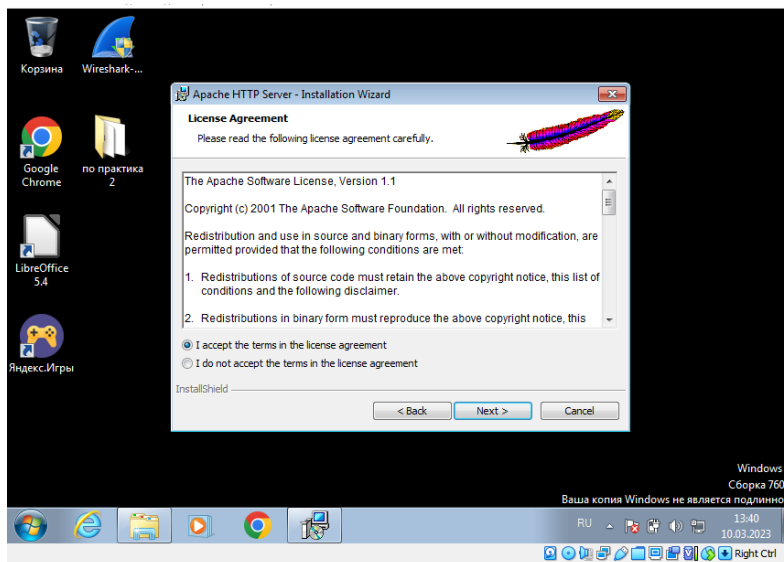 Корзина
Wireshark-...
Apache HTTP Server - Installation Wizard
License Agreement
Please read the following license agreement carefully.
The Apache Software License, Version 1.1
Copyright (c) 2001 The Apache Software Foundation.  All rights reserved.
Redistribution and use in source and binary forms, with or without modification, are
permitted provided that the following conditions are met:
1. Redistributions of source code must retain the above copyright notice, this list of
conditions and the following disclaimer.
2. Redistributions in binary form must reproduce the above copyright notice, this
I accept the terms in the license agreement
I do not accept the terms in the license agreement
InstallShield
< Back
Next >
Cancel
Google
Chrome
по практика
2
LibreOffice
5.4
Яндекс.Игры
Windows
Сборка 760
Ваша копия Windows не является подлинно
RU
13:40
10.03.2023
Right Ctrl